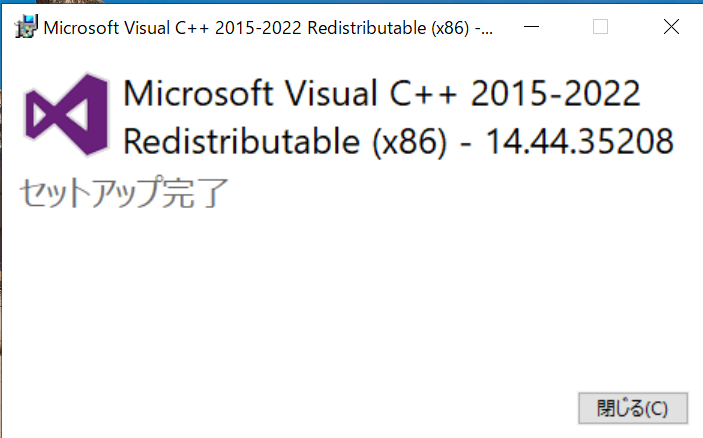 Microsoft Visual C++ 2015-2022 Redistributable (x86) -...
Microsoft Visual C++ 2015-2022
Redistributable (x86) - 14.44.35208
セットアップ完了
閉じる(C)